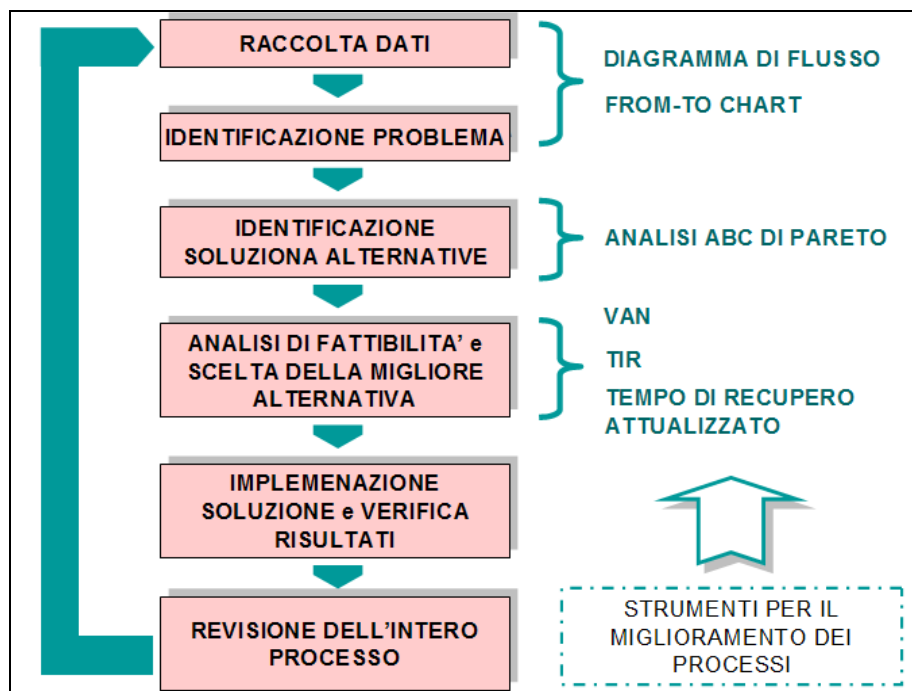 RACCOLTA DATI
DIAGRAMMA DI FLUSSO
FROM-TO CHART
IDENTIFICAZIONE PROBLEMA
IDENTIFICAZIONE
SOLUZIONA ALTERNATIVE
ANALISI ABC DI PARETO
ANALISI DI FATTIBILITA' e
SCELTA DELLA MIGLIORE
ALTERNATIVA
VAN
TIR
TEMPO DI RECUPERO
ATTUALIZZATO
IMPLEMENAZIONE
SOLUZIONE e VERIFICA
RISULTATI
REVISIONE DELL'INTERO
PROCESSO
STRUMENTI PER IL
MIGLIORAMENTO DEI
PROCESSI